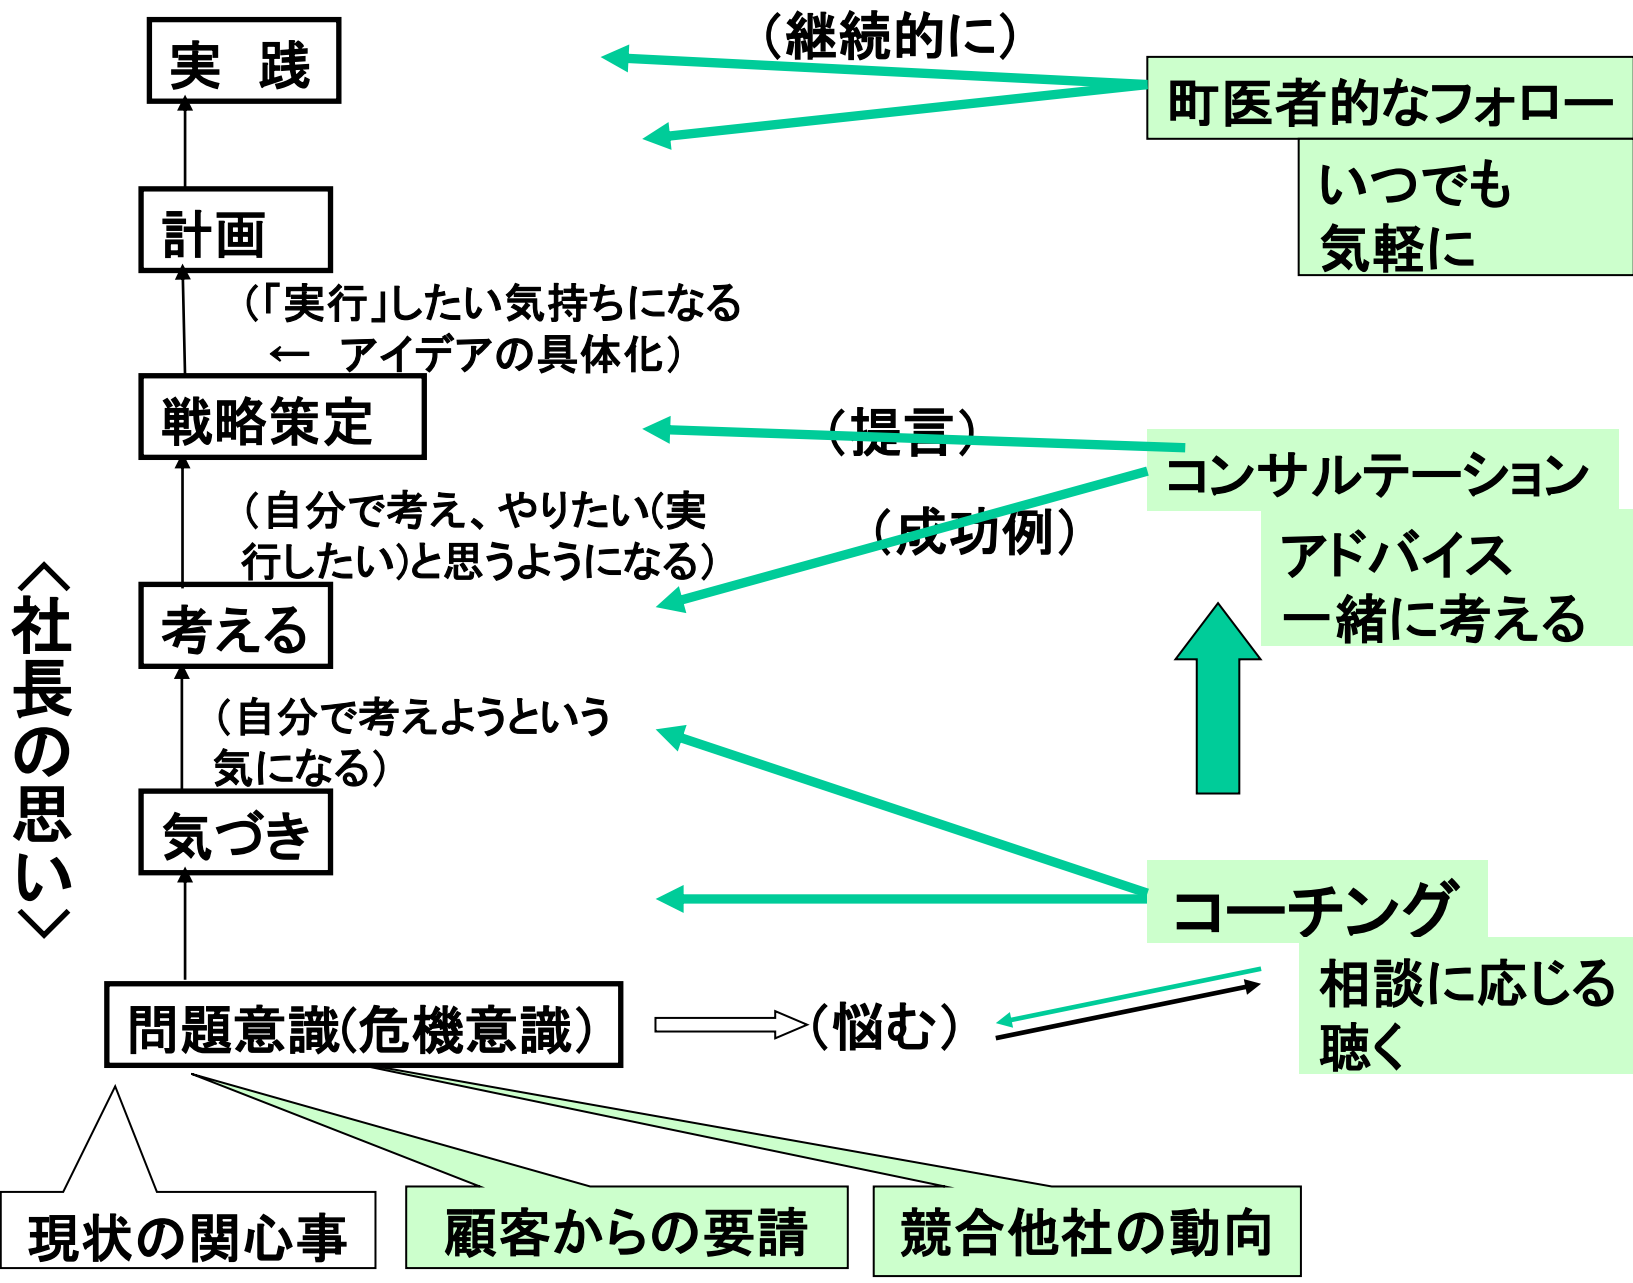 実　践
（継続的に）
町医者的なフォロー
いつでも
気軽に
計画
（「実行」したい気持ちになる
←　アイデアの具体化）
戦略策定
（提言）
コンサルテーション
アドバイス
一緒に考える
（自分で考え、やりたい（実
行したい）と思うようになる）
（成功例）
考える
（自分で考えようという
気になる）
〈社長の思い〉
気づき
コーチング
相談に応じる
聴く
問題意識（危機意識）
（悩む）
現状の関心事
顧客からの要請
競合他社の動向